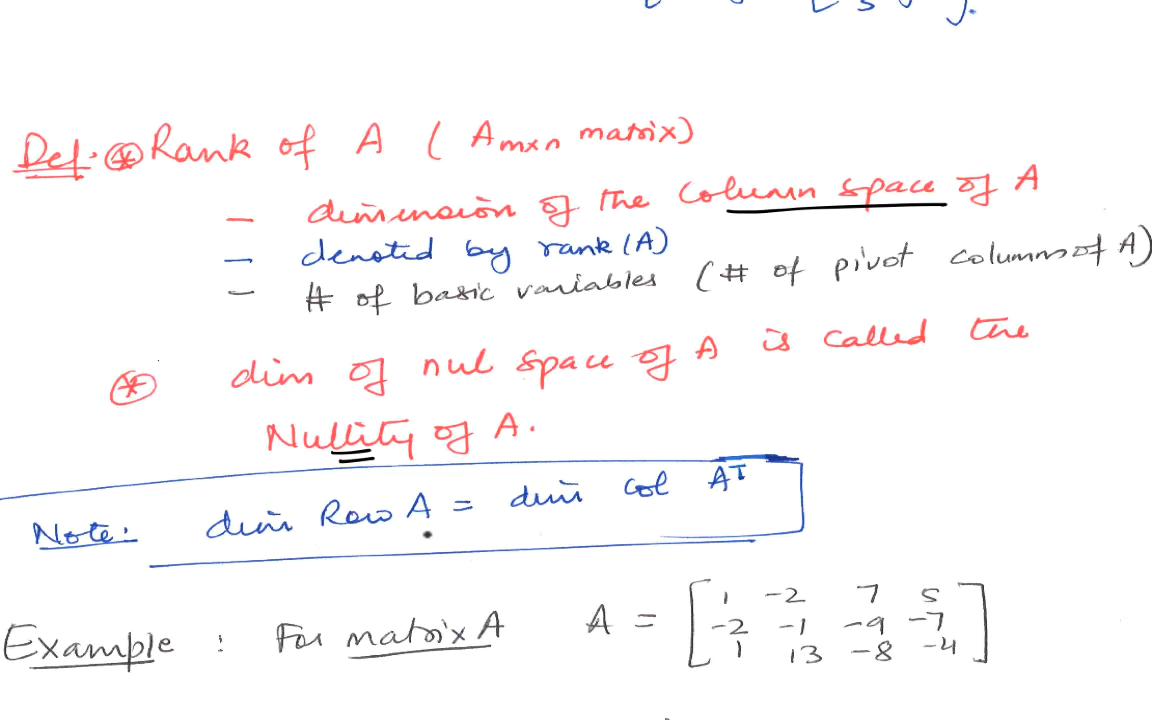 Def: ⊛ Rank of A ( Amxn matrix)
– dimension of the column space of A
– denoted by rank(A)
– # of basic variables (# of pivot columns of A)
⊛ dim of nul space of A is called the
Nullity of A.
Note: dim Row A = dim Col Aᵀ
Example : For matrix A A = [ 1 -2 7 5
-2 -1 -9 -7
1 13 -8 -4 ]